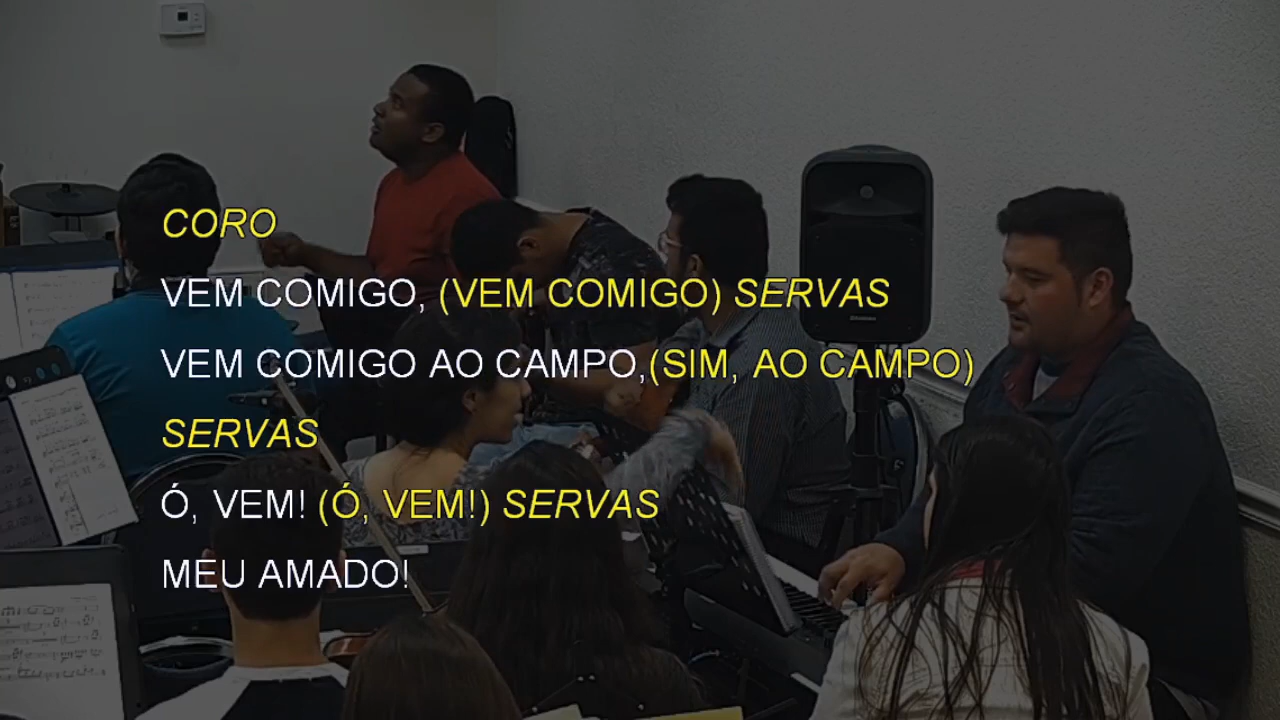 CORO
VEM COMIGO, (VEM COMIGO) SERVAS
VEM COMIGO AO CAMPO,(SIM, AO CAMPO)
SERVAS
Ó, VEM! (Ó, VEM!) SERVAS
MEU AMADO!